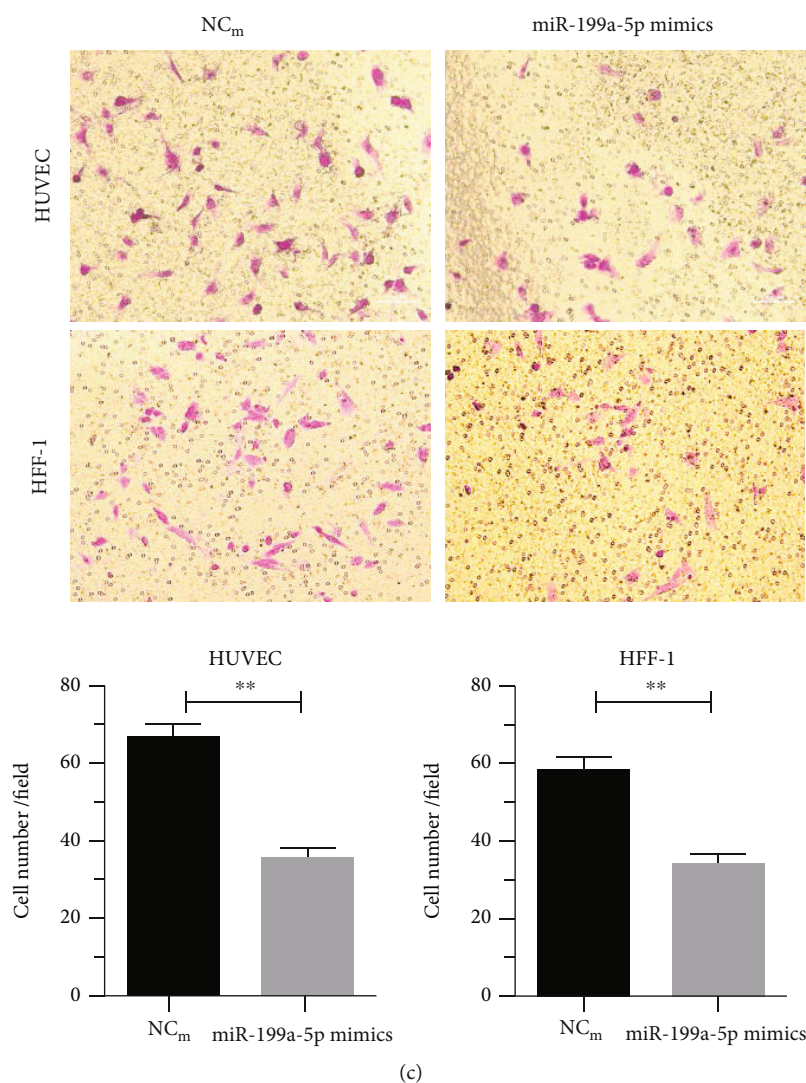 NCm
miR-199a-5p mimics
HUVEC
HFF-1
HUVEC
**
80
60
40
20
0
Cell number /field
NCm
miR-199a-5p mimics
HFF-1
**
80
60
40
20
0
Cell number /field
NCm
miR-199a-5p mimics
(c)